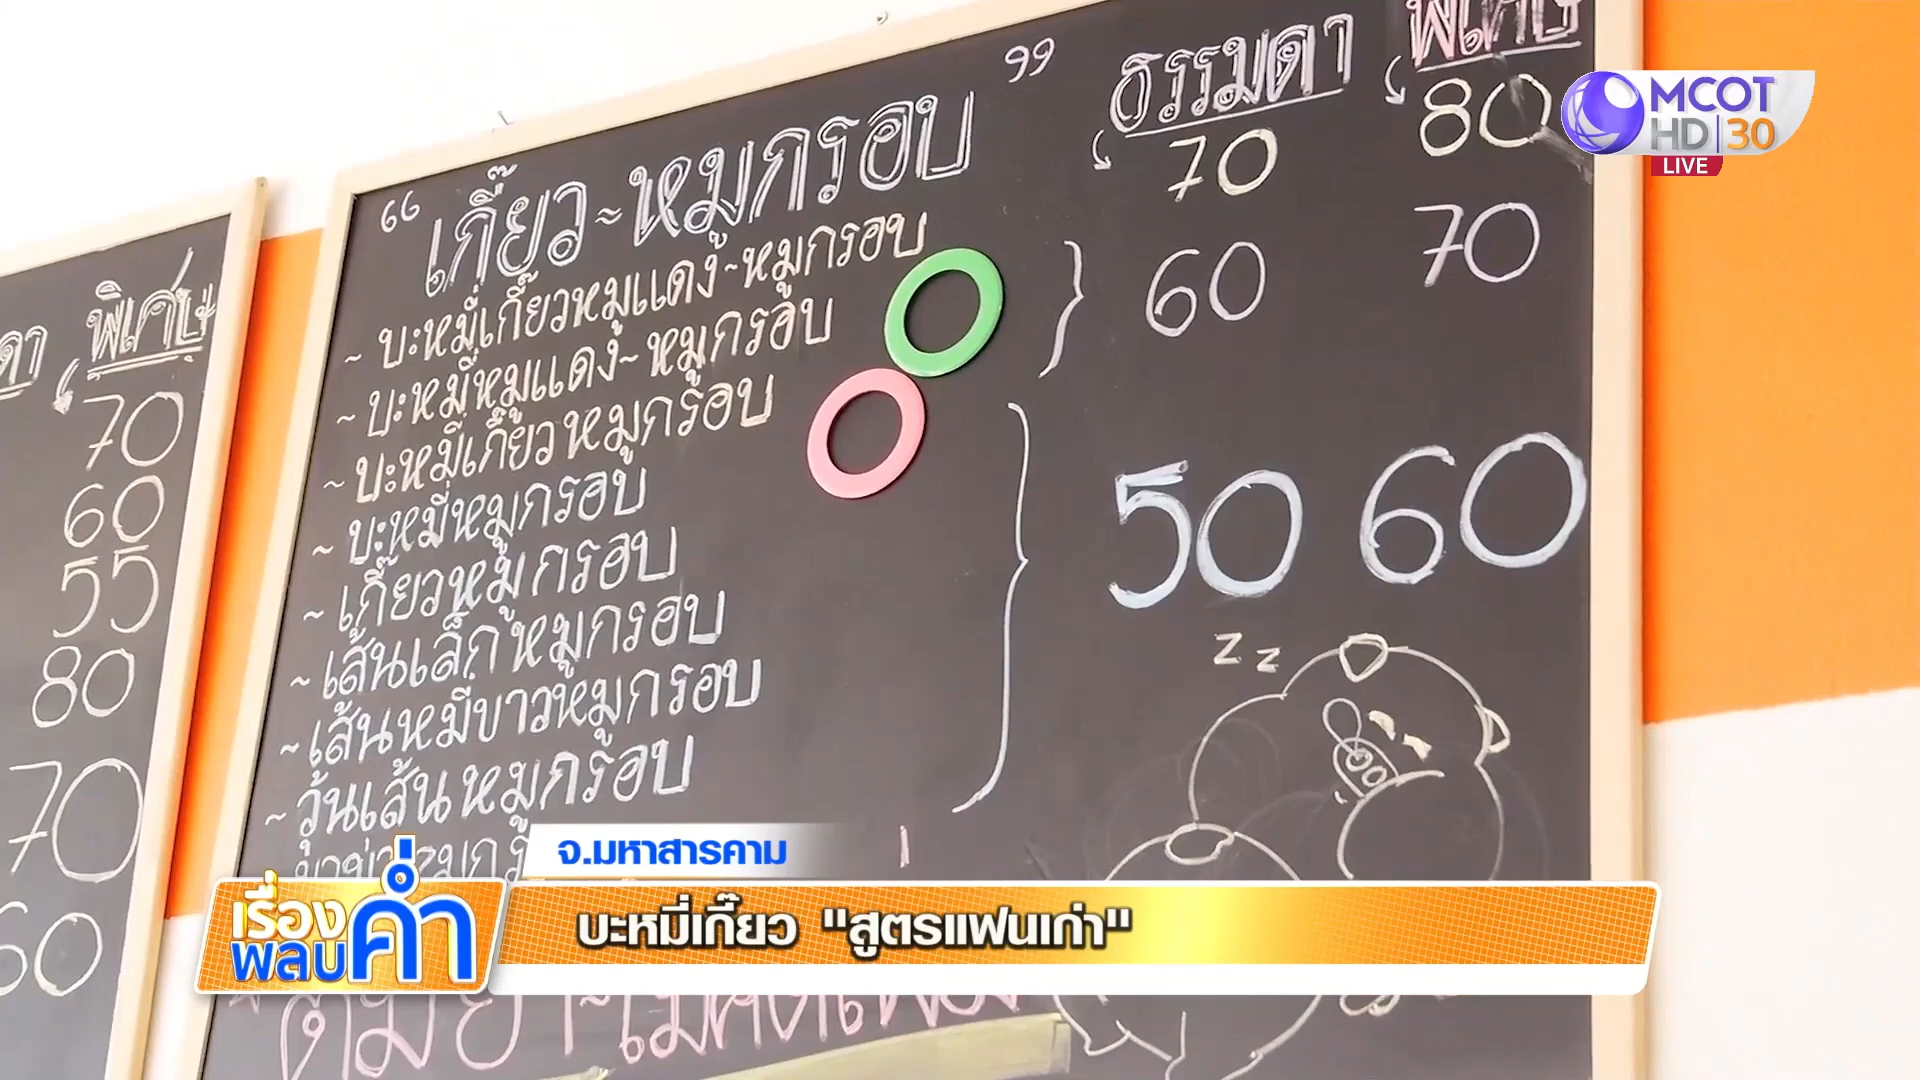 พิเศษ
70
60
55
80
70
60
“เกี๊ยว~หมูกรอบ”
ธรรมดา พิเศษ
70 80
~ บะหมี่เกี๊ยวหมูแดง~หมูกรอบ
~ บะหมี่หมูแดง~หมูกรอบ
60 70
~ บะหมี่เกี๊ยวหมูกรอบ
~ บะหมี่หมูกรอบ
~ เกี๊ยวหมูกรอบ
~ เส้นเล็กหมูกรอบ
~ เส้นหมี่ขาวหมูกรอบ
~ วุ้นเส้นหมูกรอบ
50 60
z z
MCOT
HD 30
LIVE
จ.มหาสารคาม
เรื่อง
พลบ
ค่ำ
บะหมี่เกี๊ยว "สูตรแฟนเก่า"